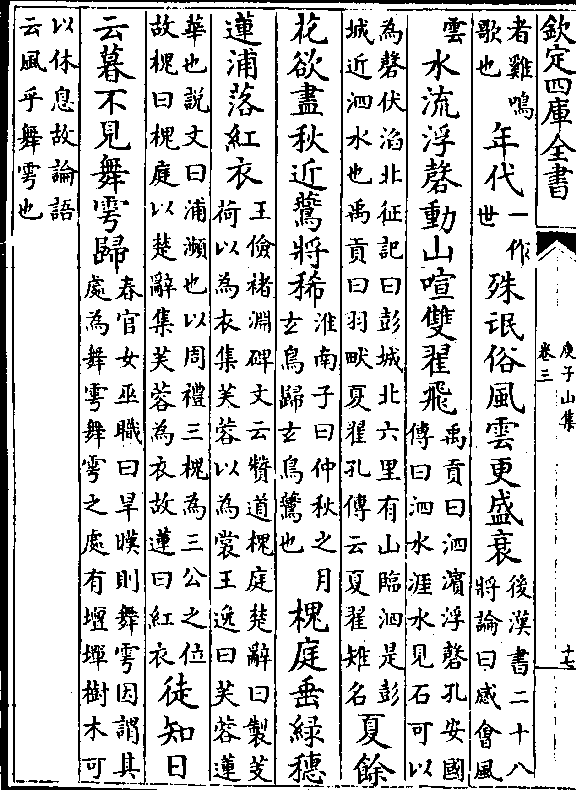 欽定四庫全書
庚子山集
卷三
十七
者雞鳴
歌也
年代
一作
世
殊氓俗風雲更盛衰
後漢書二十八
將論曰感會風
雲
水流浮磬動山喧雙翟飛
禹貢曰泗濱浮磬孔安國
傳曰泗水涯水見石可以
為磬伏滔北征記曰彭城北六里有山臨泗是彭
城近泗水也禹貢曰羽畎夏翟孔傳云夏翟雉名
夏餘
花欲盡秋近鷰將稀
淮南子曰仲秋之月
玄鳥歸玄鳥鷰也
槐庭垂綠穗
蓮浦落紅衣
王儉褚淵碑文云贊道槐庭楚辭曰製芰
荷以為衣集芙蓉以為裳王逸曰芙蓉蓮
華也說文曰浦瀕也以周禮三槐為三公之位
故槐曰槐庭以楚辭集芙蓉為衣故蓮曰紅衣
徒知日
云暮不見舞雩歸
春官女巫職曰旱暵則舞雩因謂其
處為舞雩舞雩之處有壇墠樹木可
以休息故論語
云風乎舞雩也